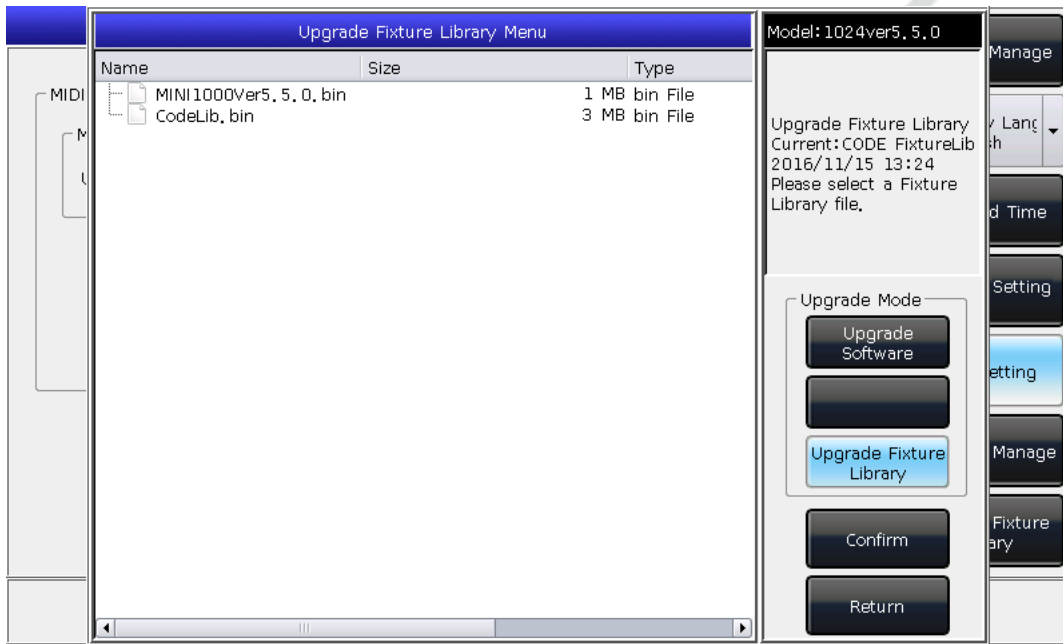 Upgrade Fixture Library Menu
Model:1024ver5.5.0
Name Size Type
MINI1000Ver5.5.0.bin 1 MB bin File
CodeLib.bin 3 MB bin File
Upgrade Fixture Library
Current:CODE FixtureLib
2016/11/15 13:24
Please select a Fixture
Library file.
Upgrade Mode
Upgrade
Software
Upgrade Fixture
Library
Confirm
Return
MIDI
Manage
Lang
d Time
Setting
etting
Manage
Fixture
ary